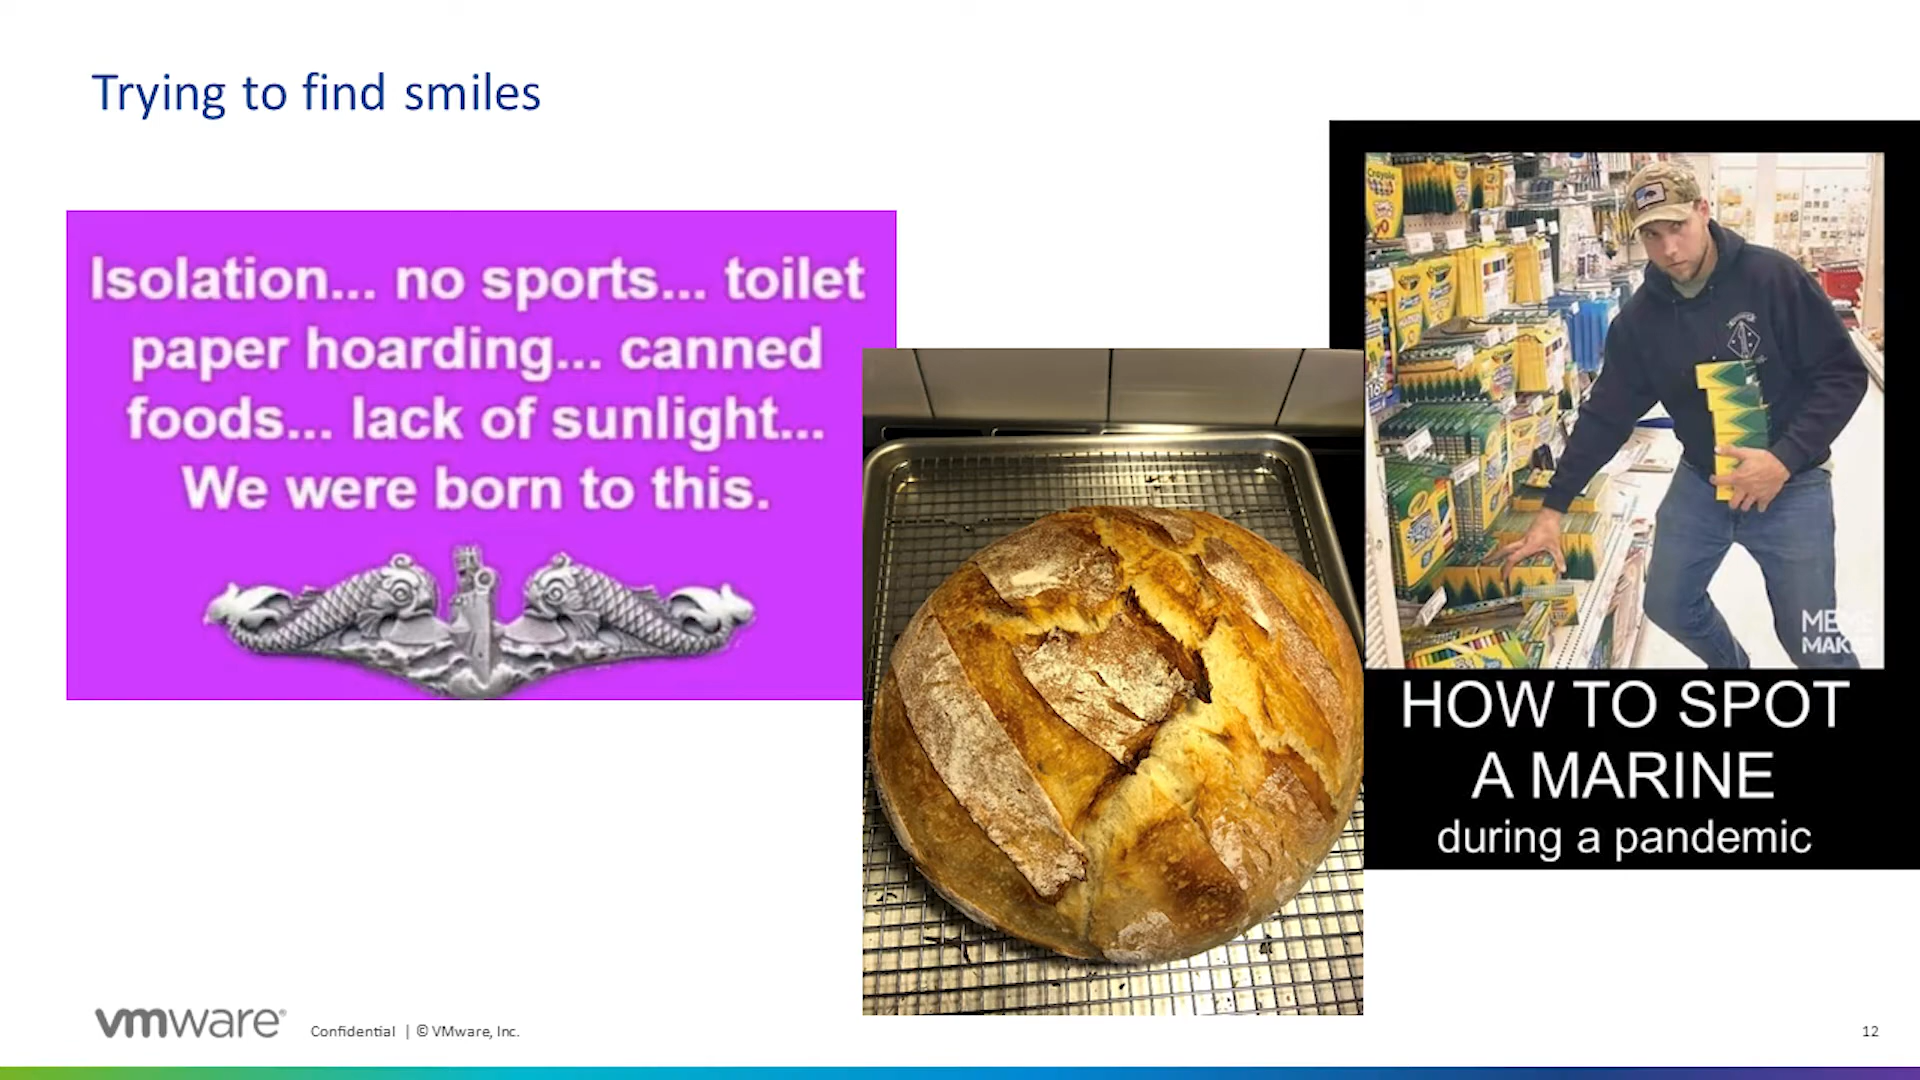 Trying to find smiles
Isolation... no sports... toilet
paper hoarding... canned
foods... lack of sunlight...
We were born to this.
Crayola
HOW TO SPOT
A MARINE
during a pandemic
vmware®
Confidential | © VMware, Inc.
12